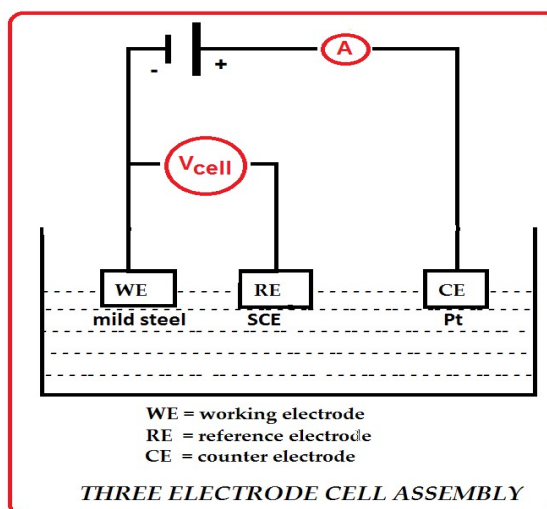 A
- +
Vcell
WE RE CE
mild steel SCE Pt
WE = working electrode
RE = reference electrode
CE = counter electrode
THREE ELECTRODE CELL ASSEMBLY